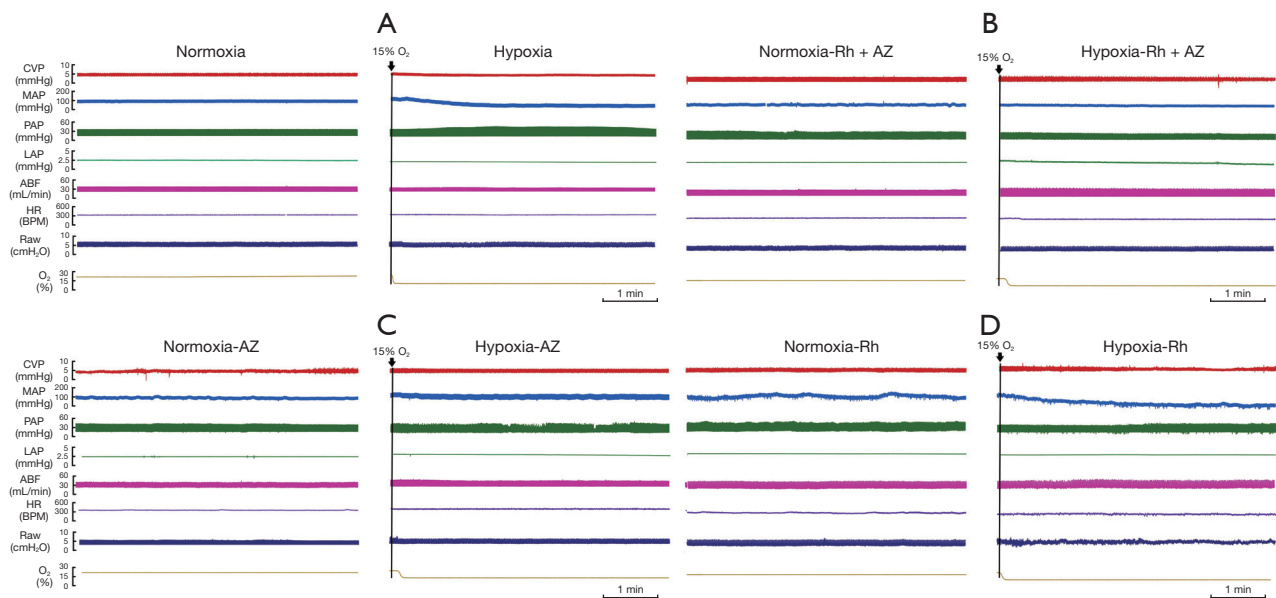 A
B
Normoxia
15% O₂
Hypoxia
Normoxia-Rh + AZ
15% O₂
Hypoxia-Rh + AZ
CVP
(mmHg)
10
5
0
MAP
(mmHg)
200
100
0
PAP
(mmHg)
60
30
0
LAP
(mmHg)
5
2.5
0
ABF
(mL/min)
60
30
0
HR
(BPM)
600
300
0
Raw
(cmH₂O)
10
5
0
O₂
(%)
30
15
0
1 min
1 min
C
D
Normoxia-AZ
15% O₂
Hypoxia-AZ
Normoxia-Rh
15% O₂
Hypoxia-Rh
CVP
(mmHg)
10
5
0
MAP
(mmHg)
200
100
0
PAP
(mmHg)
60
30
0
LAP
(mmHg)
5
2.5
0
ABF
(mL/min)
60
30
0
HR
(BPM)
600
300
0
Raw
(cmH₂O)
10
5
0
O₂
(%)
30
15
0
1 min
1 min